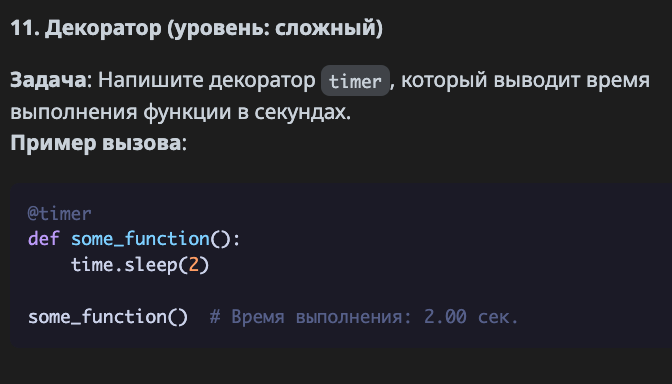 11. Декоратор (уровень: сложный)
Задача: Напишите декоратор timer, который выводит время
выполнения функции в секундах.
Пример вызова:
@timer
def some_function():
    time.sleep(2)
some_function()  # Время выполнения: 2.00 сек.